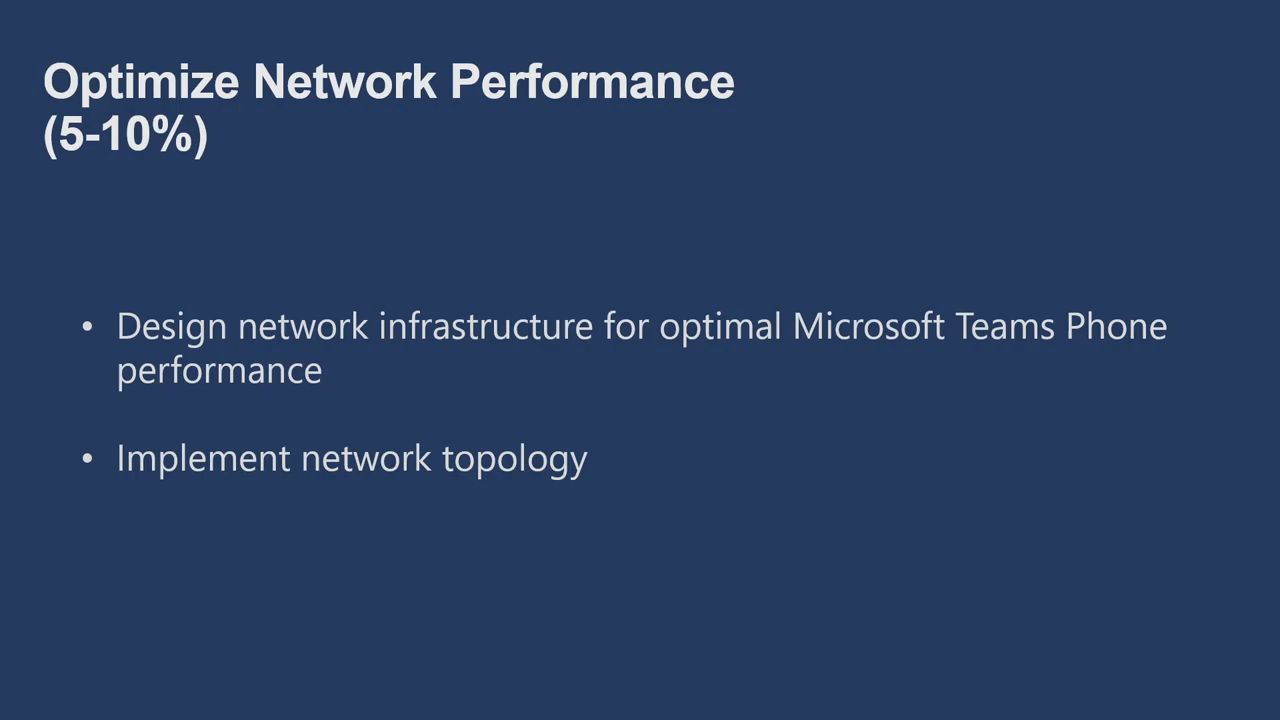 Optimize Network Performance
(5-10%)
• Design network infrastructure for optimal Microsoft Teams Phone
performance
• Implement network topology